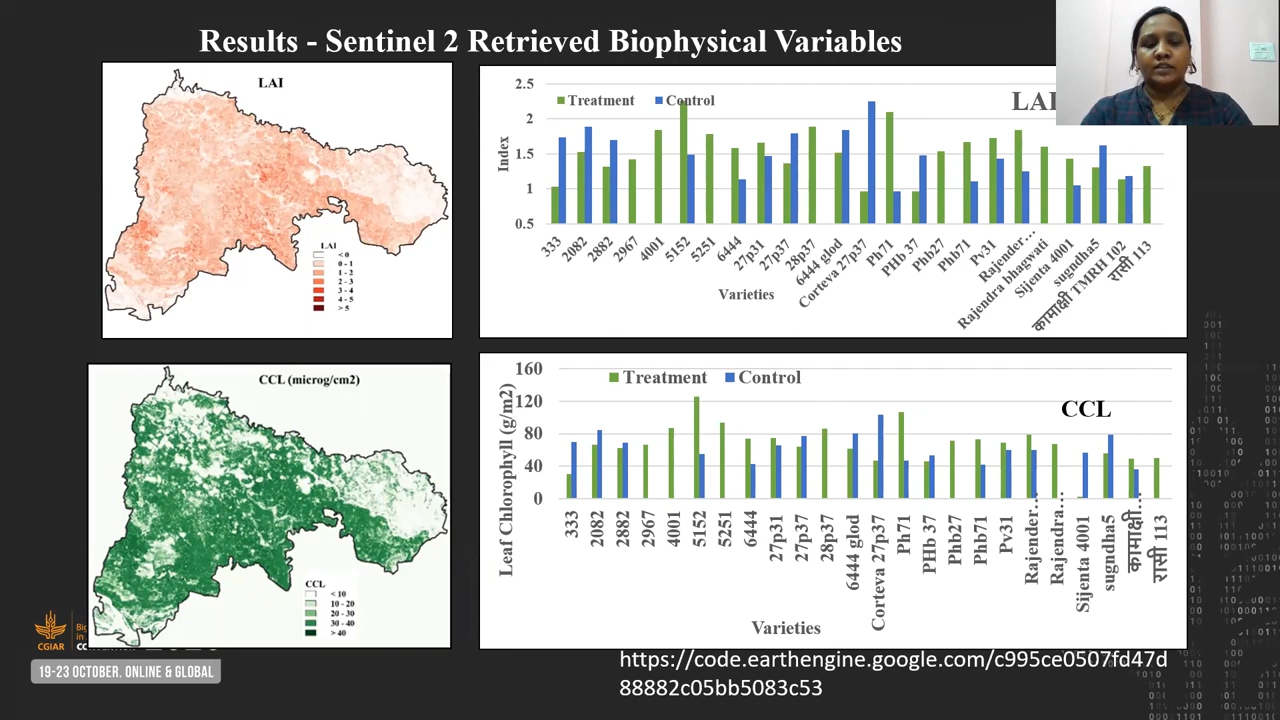 Results - Sentinel 2 Retrieved Biophysical Variables
LAI
LAI
< 0
0 - 1
1 - 2
2 - 3
3 - 4
4 - 5
> 5
2.5
2
1.5
1
0.5
Index
Treatment
Control
LAI
333
2082
2882
2967
4001
5152
5251
6444
27p31
27p37
28p37
6444 glod
Corteva 27p37
Ph71
PHb 37
Phb27
Phb71
Pv31
Rajender...
Rajendra bhagwati
Sijenta 4001
sugndha5
कामाक्षी TMRH 102
रासी 113
Varieties
CCL (microg/cm2)
CCL
< 10
10 - 20
20 - 30
30 - 40
> 40
160
120
80
40
0
Leaf Chlorophyll (g/m2)
Treatment
Control
CCL
333
2082
2882
2967
4001
5152
5251
6444
27p31
27p37
28p37
6444 glod
Corteva 27p37
Ph71
PHb 37
Phb27
Phb71
Pv31
Rajender...
Rajendra...
Sijenta 4001
sugndha5
कामाक्षी...
रासी 113
Varieties
CGIAR
19-23 OCTOBER. ONLINE & GLOBAL
https://code.earthengine.google.com/c995ce0507fd47d
88882c05bb5083c53